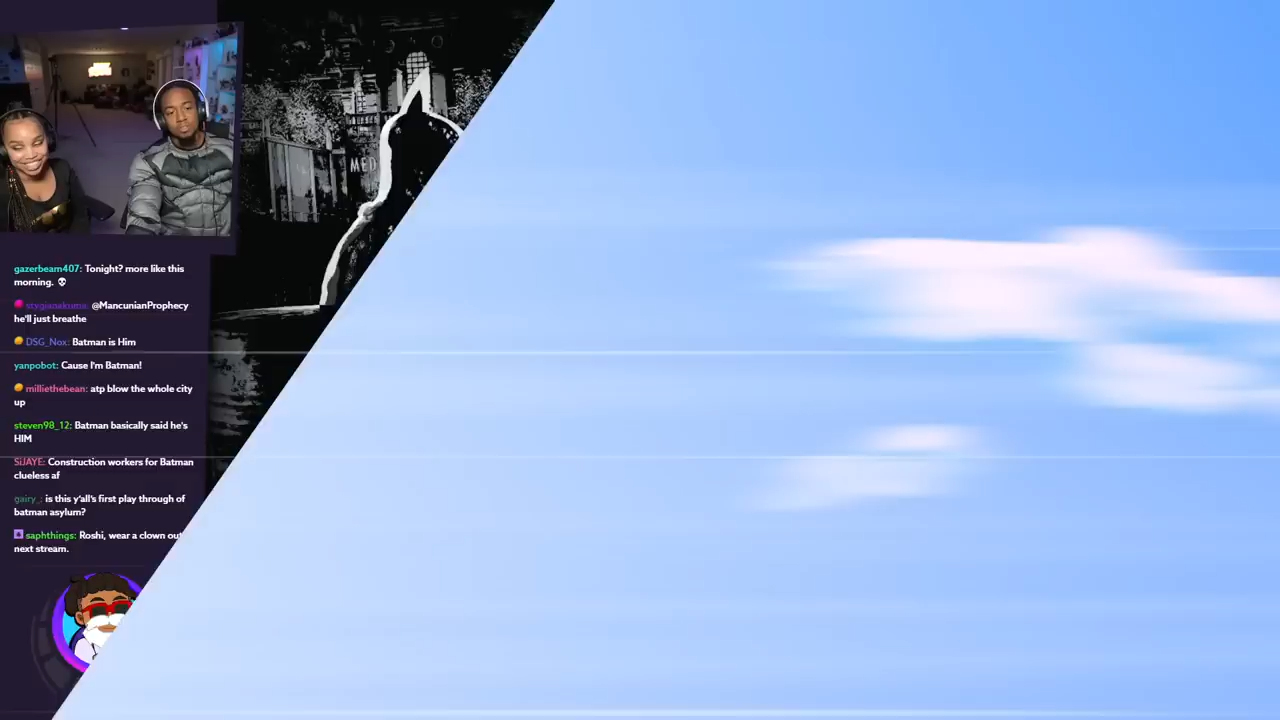 MED
gazerbeam407: Tonight? more like this
morning.
stygianakuma: @MancunianProphecy
he'll just breathe
DSG_Nox: Batman is Him
yanpobot: Cause I'm Batman!
milliethebean: atp blow the whole city
up
steven98_12: Batman basically said he's
HIM
SiJAYE: Construction workers for Batman
clueless af
gairy_: is this y'all's first play through of
batman asylum?
saphthings: Roshi, wear a clown
next stream.